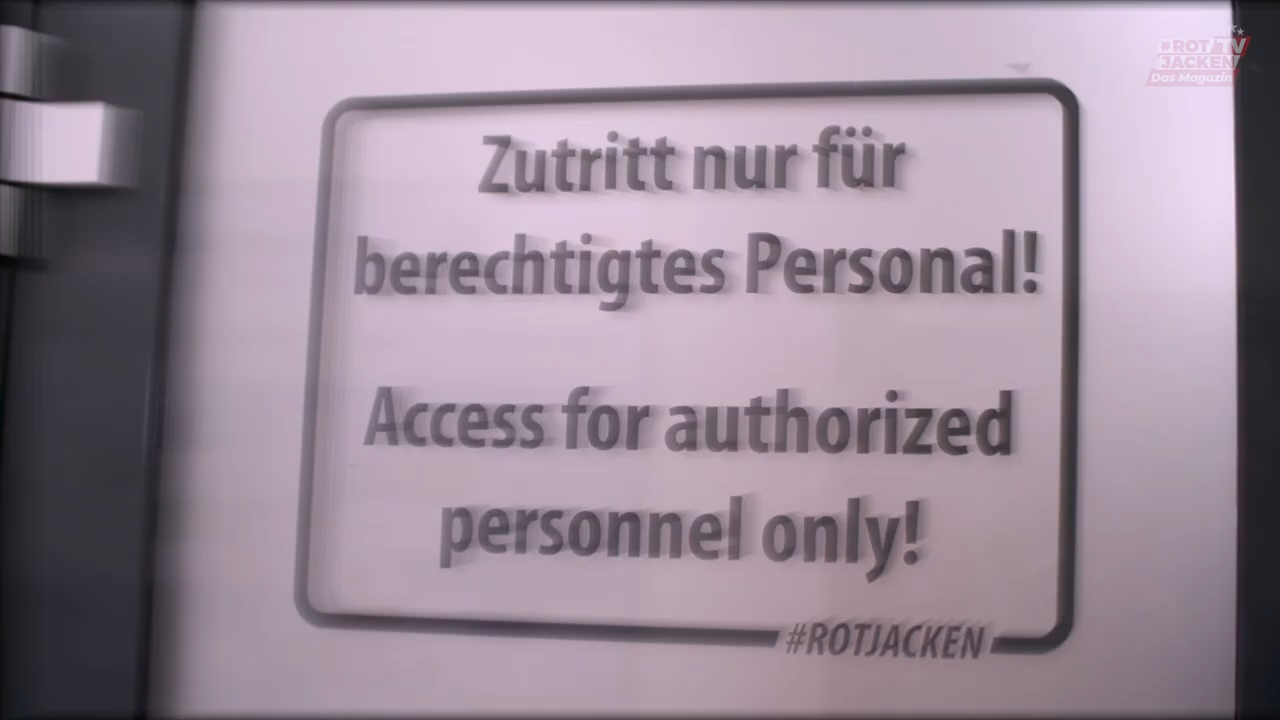 #ROT TV
JACKEN
Das Magazin
Zutritt nur für
berechtigtes Personal!
Access for authorized
personnel only!
#ROTJACKEN